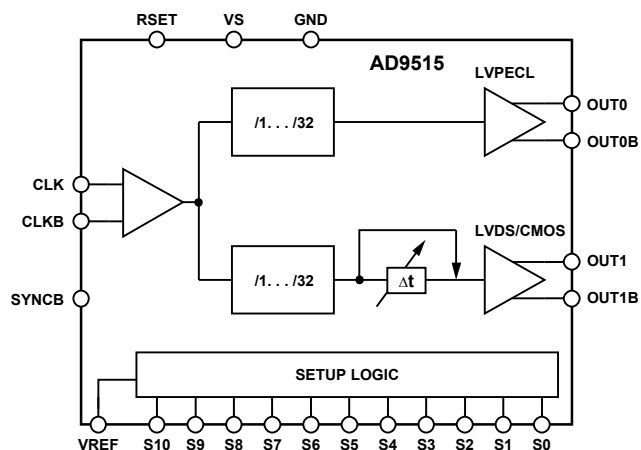 RSET VS GND
AD9515
LVPECL
/1. . . /32
OUT0
OUT0B
CLK
CLKB
LVDS/CMOS
/1. . . /32
Δt
OUT1
OUT1B
SYNCB
SETUP LOGIC
VREF S10 S9 S8 S7 S6 S5 S4 S3 S2 S1 S0